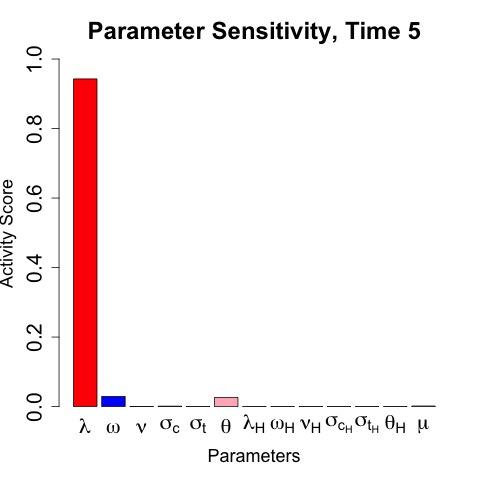 Parameter Sensitivity, Time 5
Activity Score
1.0
0.8
0.6
0.4
0.2
0.0
λ ω ν σc σt θ λH ωH νH σcH σtH θH μ
Parameters